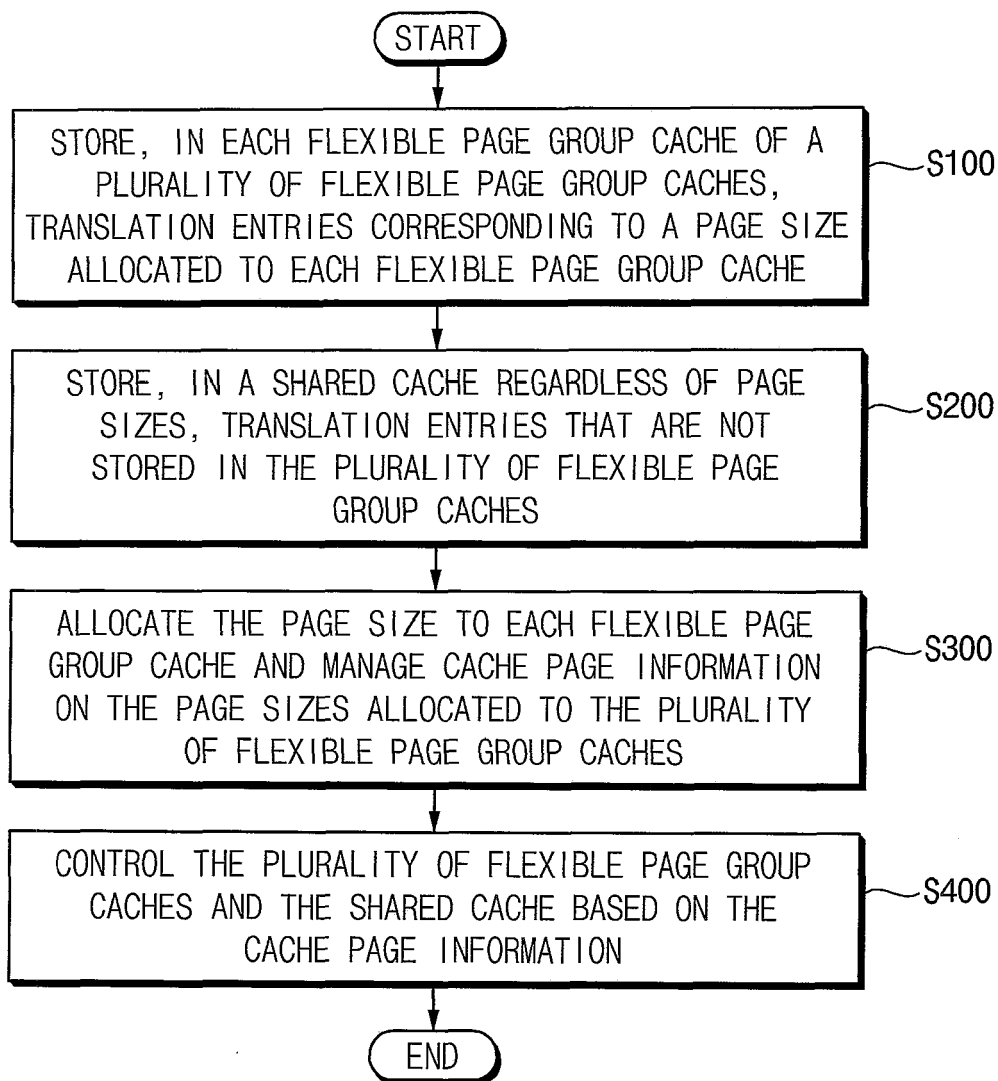 START
STORE, IN EACH FLEXIBLE PAGE GROUP CACHE OF A
PLURALITY OF FLEXIBLE PAGE GROUP CACHES,
TRANSLATION ENTRIES CORRESPONDING TO A PAGE SIZE
ALLOCATED TO EACH FLEXIBLE PAGE GROUP CACHE
S100
STORE, IN A SHARED CACHE REGARDLESS OF PAGE
SIZES, TRANSLATION ENTRIES THAT ARE NOT
STORED IN THE PLURALITY OF FLEXIBLE PAGE
GROUP CACHES
S200
ALLOCATE THE PAGE SIZE TO EACH FLEXIBLE PAGE
GROUP CACHE AND MANAGE CACHE PAGE INFORMATION
ON THE PAGE SIZES ALLOCATED TO THE PLURALITY
OF FLEXIBLE PAGE GROUP CACHES
S300
CONTROL THE PLURALITY OF FLEXIBLE PAGE GROUP
CACHES AND THE SHARED CACHE BASED ON THE
CACHE PAGE INFORMATION
S400
END